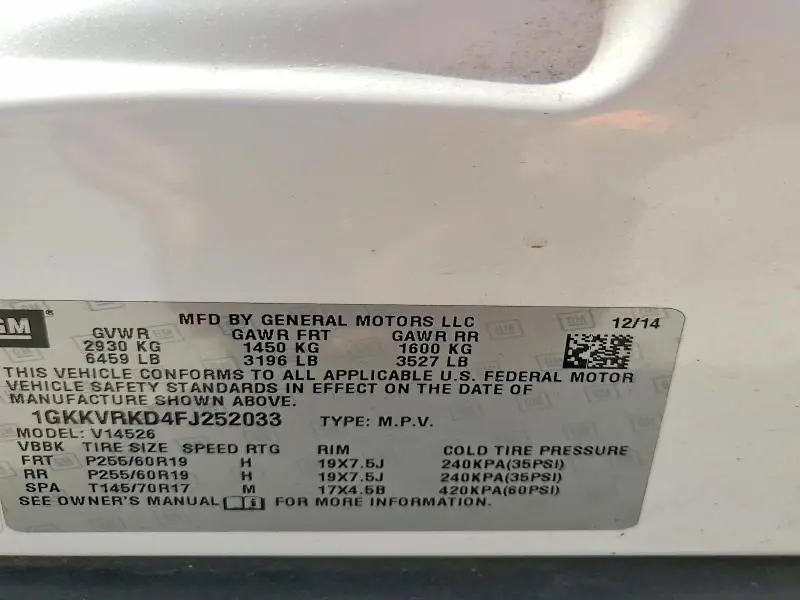 GM ®
MFD BY GENERAL MOTORS LLC 12/14
GVWR GAWR FRT GAWR RR
2930 KG 1450 KG 1600 KG
6459 LB 3196 LB 3527 LB
THIS VEHICLE CONFORMS TO ALL APPLICABLE U.S. FEDERAL MOTOR
VEHICLE SAFETY STANDARDS IN EFFECT ON THE DATE OF
MANUFACTURE SHOWN ABOVE.
1GKKVRKD4FJ252033 TYPE: M.P.V.
MODEL: V14526
VBBK TIRE SIZE SPEED RTG RIM COLD TIRE PRESSURE
FRT P255/60R19 H 19X7.5J 240KPA(35PSI)
RR P255/60R19 H 19X7.5J 240KPA(35PSI)
SPA T145/70R17 M 17X4.5B 420KPA(60PSI)
SEE OWNER'S MANUAL i FOR MORE INFORMATION.